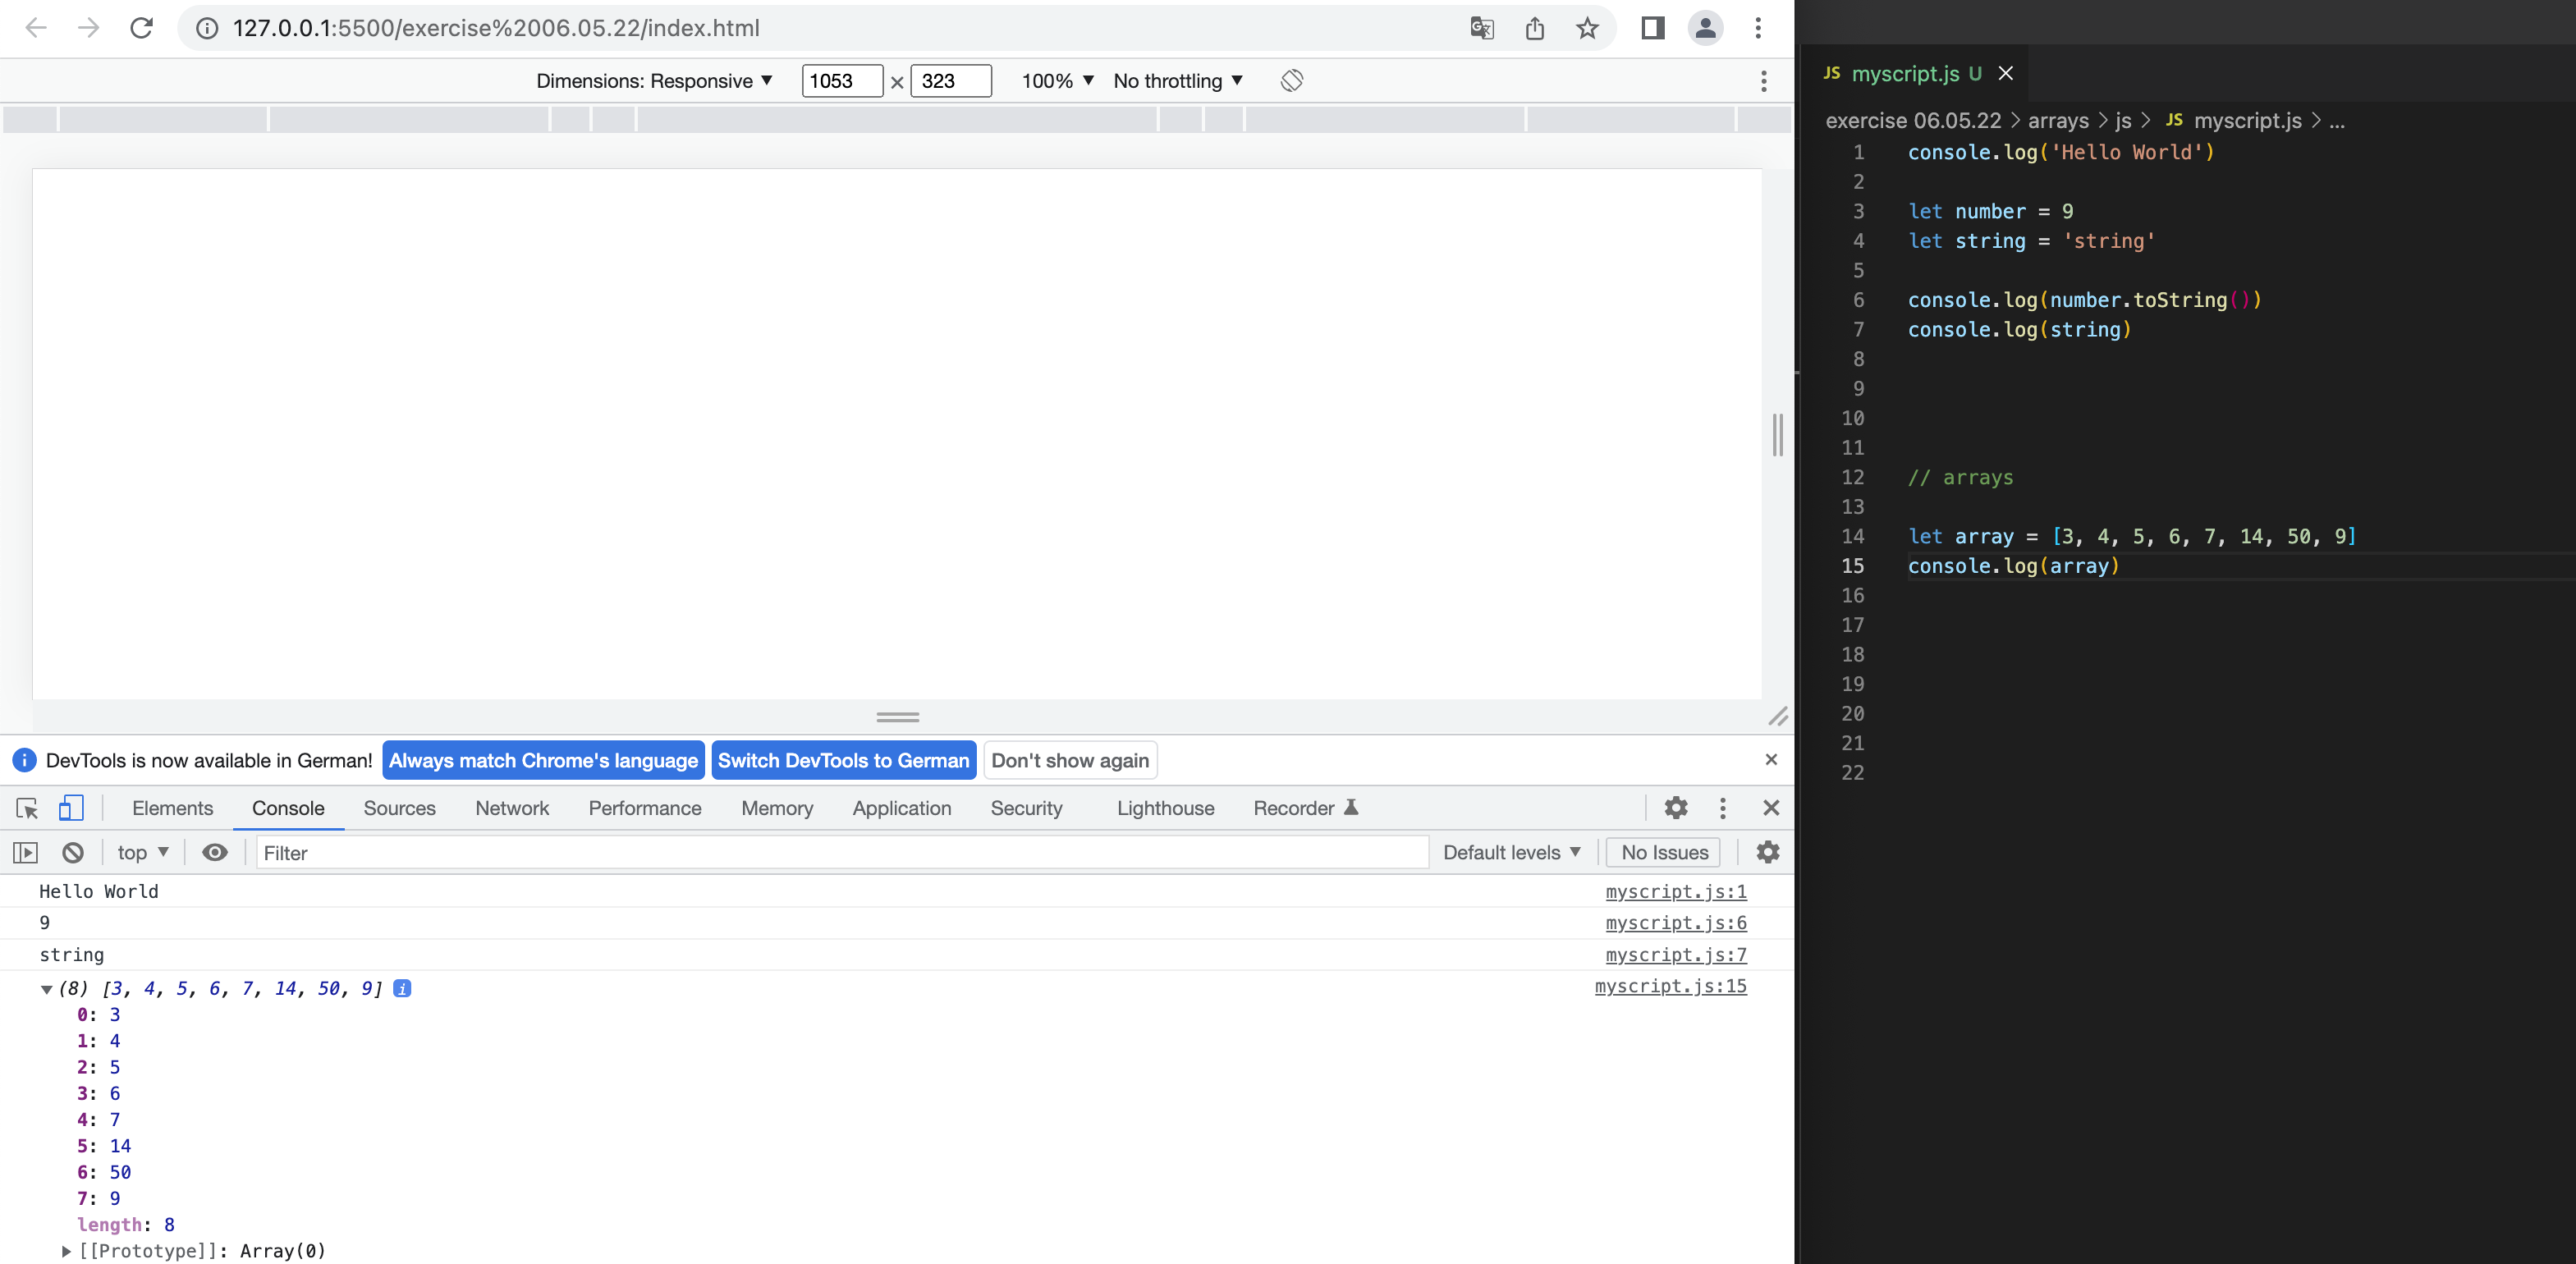 127.0.0.1:5500/exercise%2006.05.22/index.html
Dimensions: Responsive ▼ 1053 × 323 100% ▼ No throttling ▼
DevTools is now available in German! Always match Chrome's language Switch DevTools to German Don't show again
Elements Console Sources Network Performance Memory Application Security Lighthouse Recorder
top ▼ Filter Default levels ▼ No Issues
Hello World myscript.js:1
9 myscript.js:6
string myscript.js:7
(8) [3, 4, 5, 6, 7, 14, 50, 9] i myscript.js:15
0: 3
1: 4
2: 5
3: 6
4: 7
5: 14
6: 50
7: 9
length: 8
[[Prototype]]: Array(0)
JS myscript.js U
exercise 06.05.22 > arrays > js > JS myscript.js > ...
1 console.log('Hello World')
2
3 let number = 9
4 let string = 'string'
5
6 console.log(number.toString())
7 console.log(string)
8
9
10
11
12 // arrays
13
14 let array = [3, 4, 5, 6, 7, 14, 50, 9]
15 console.log(array)
16
17
18
19
20
21
22